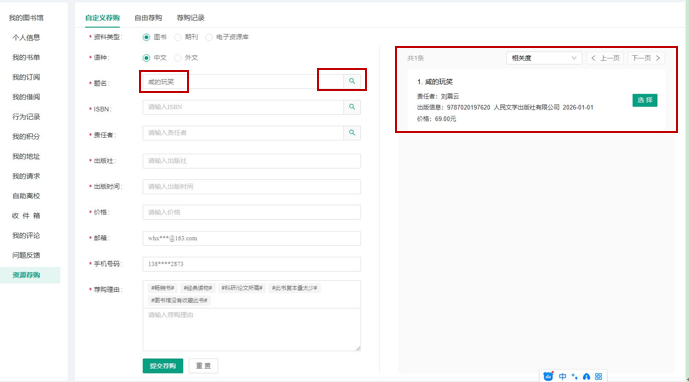 我的图书馆
个人信息
我的书单
我的订阅
我的借阅
行为记录
我的积分
我的地址
我的请求
自助离校
收 件 箱
我的评论
问题反馈
资源荐购
自定义荐购 自由荐购 荐购记录
* 资料类型: 图书 期刊 电子资源库
* 语种: 中文 外文
* 题名: 咸的玩笑
* ISBN: 请输入ISBN
* 责任者: 请输入责任者
* 出版社: 请输入出版社
* 出版时间: 请输入出版时间
* 价格: 请输入价格
* 邮箱: whx***@163.com
* 手机号码: 138****2873
* 荐购理由: #畅销书# #经典读物# #科研/论文所需# #此书复本量太少#
#图书馆没有收藏此书#
请输入荐购理由
提交荐购 重 置
共1条 相关度 上一页 下一页
1. 咸的玩笑
责任者: 刘震云
出版信息: 9787020197620 人民文学出版社有限公司 2026-01-01
价格: 69.00元
选 择
中